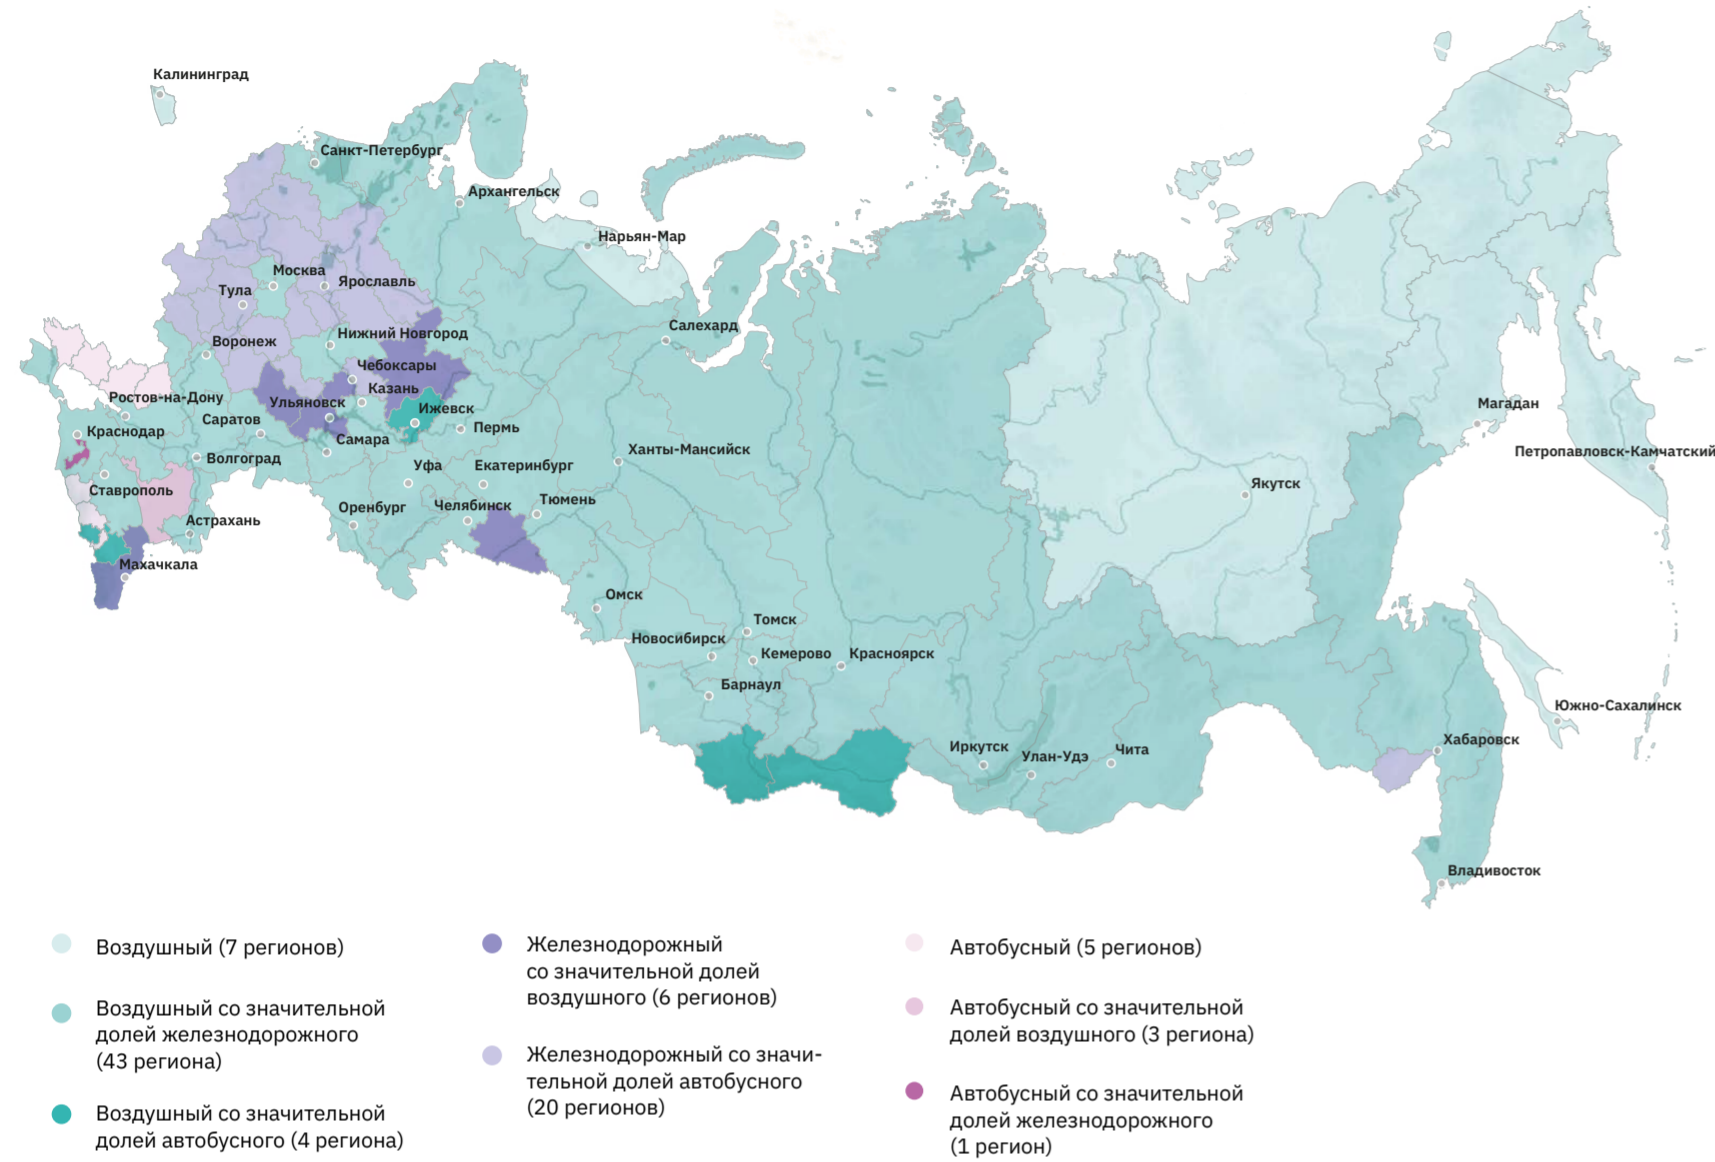 Калининград
Санкт-Петербург
Архангельск
Нарьян-Мар
Москва
Ярославль
Тула
Салехард
Нижний Новгород
Воронеж
Чебоксары
Казань
Ростов-на-Дону
Ульяновск
Ижевск
Магадан
Саратов
Пермь
Краснодар
Самара
Ханты-Мансийск
Петропавловск-Камчатский
Волгоград
Уфа
Екатеринбург
Якутск
Ставрополь
Тюмень
Оренбург
Челябинск
Астрахань
Махачкала
Омск
Томск
Новосибирск
Кемерово
Красноярск
Барнаул
Южно-Сахалинск
Хабаровск
Иркутск
Улан-Удэ
Чита
Владивосток
Воздушный (7 регионов)
Воздушный со значительной
долей железнодорожного
(43 региона)
Воздушный со значительной
долей автобусного (4 региона)
Железнодорожный
со значительной долей
воздушного (6 регионов)
Железнодорожный со значи-
тельной долей автобусного
(20 регионов)
Автобусный (5 регионов)
Автобусный со значительной
долей воздушного (3 региона)
Автобусный со значительной
долей железнодорожного
(1 регион)